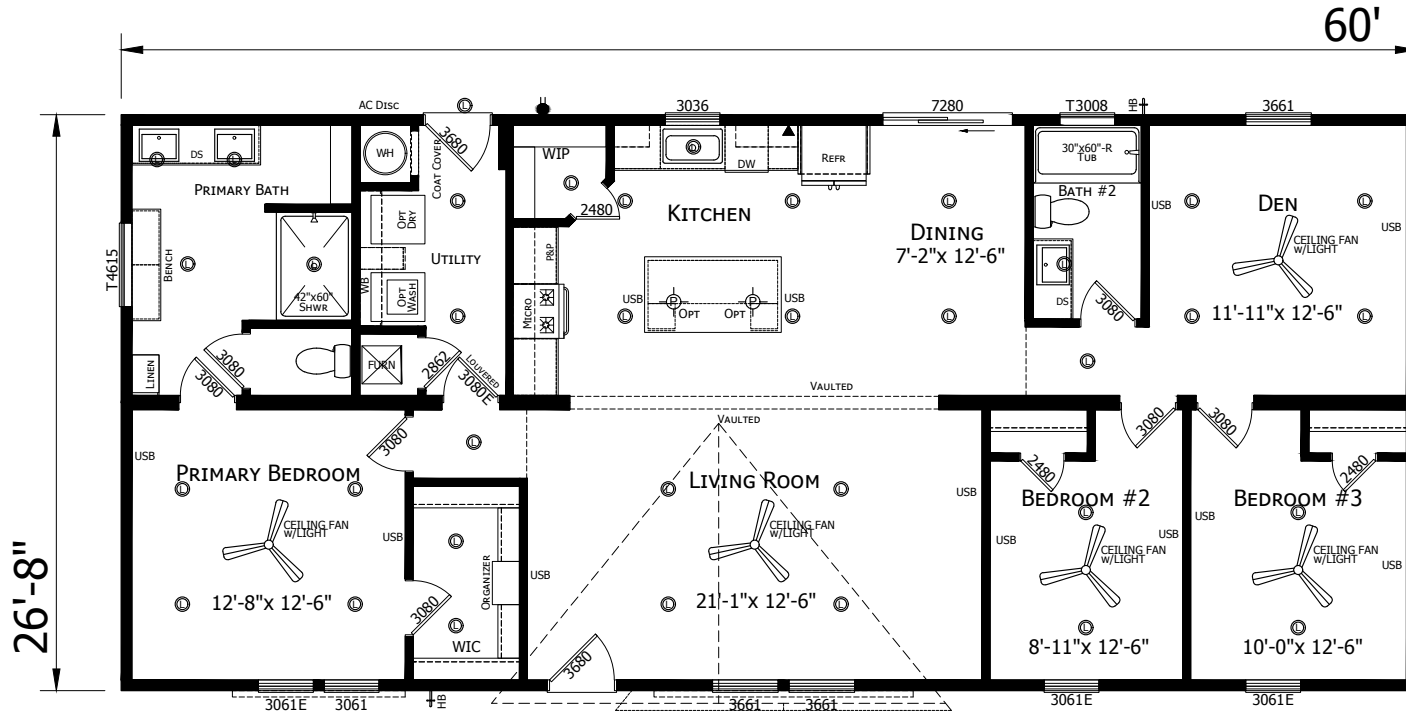 60'
26'-8"
AC DISC
L
3036
7280
T3008
HB
3661
3680
COAT COVER
WH
DS
L
L
PRIMARY BATH
WIP
L
2480
DW
REFR
30"x60"-R
TUB
BATH #2
KITCHEN
DINING
7'-2"x 12'-6"
DEN
CEILING FAN
w/LIGHT
11'-11"x 12'-6"
USB
USB
OPT
DRY
UTILITY
WB
OPT
WASH
T4615
BENCH
L
L
42"x60"
SHWR
P&P
MICRO
USB
P
P
USB
OPT
OPT
L
L
L
L
L
L
L
L
L
L
L
L
L
DS
3080
L
LINEN
3080
3080
FURN
2862
LOUVERED
3080E
VAULTED
VAULTED
3080
L
3080
3080
2480
2480
USB
PRIMARY BEDROOM
L
L
CEILING FAN
w/LIGHT
USB
12'-8"x 12'-6"
L
L
3080
L
ORGANIZER
L
WIC
USB
LIVING ROOM
L
L
CEILING FAN
w/LIGHT
21'-1"x 12'-6"
L
L
USB
3680
BEDROOM #2
L
USB
USB
CEILING FAN
w/LIGHT
L
8'-11"x 12'-6"
BEDROOM #3
L
USB
CEILING FAN
w/LIGHT
USB
L
10'-0"x 12'-6"
3061E
3061
HB
3661
3661
3061E
3061E